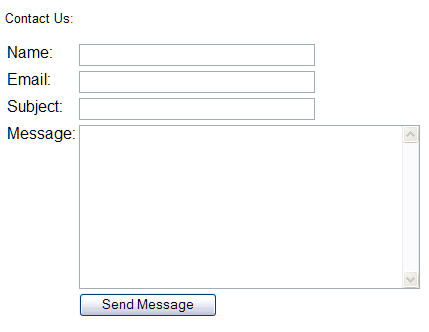 Contact Us:
Name:
Email:
Subject:
Message:
Send Message